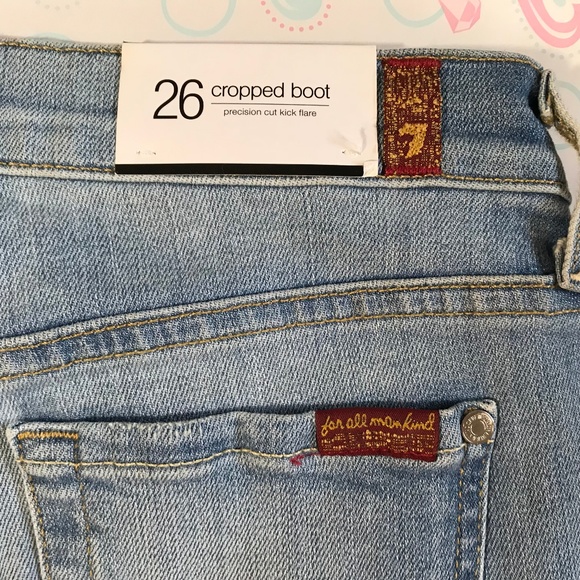 26 cropped boot
precision cut kick flare
7
for all mankind